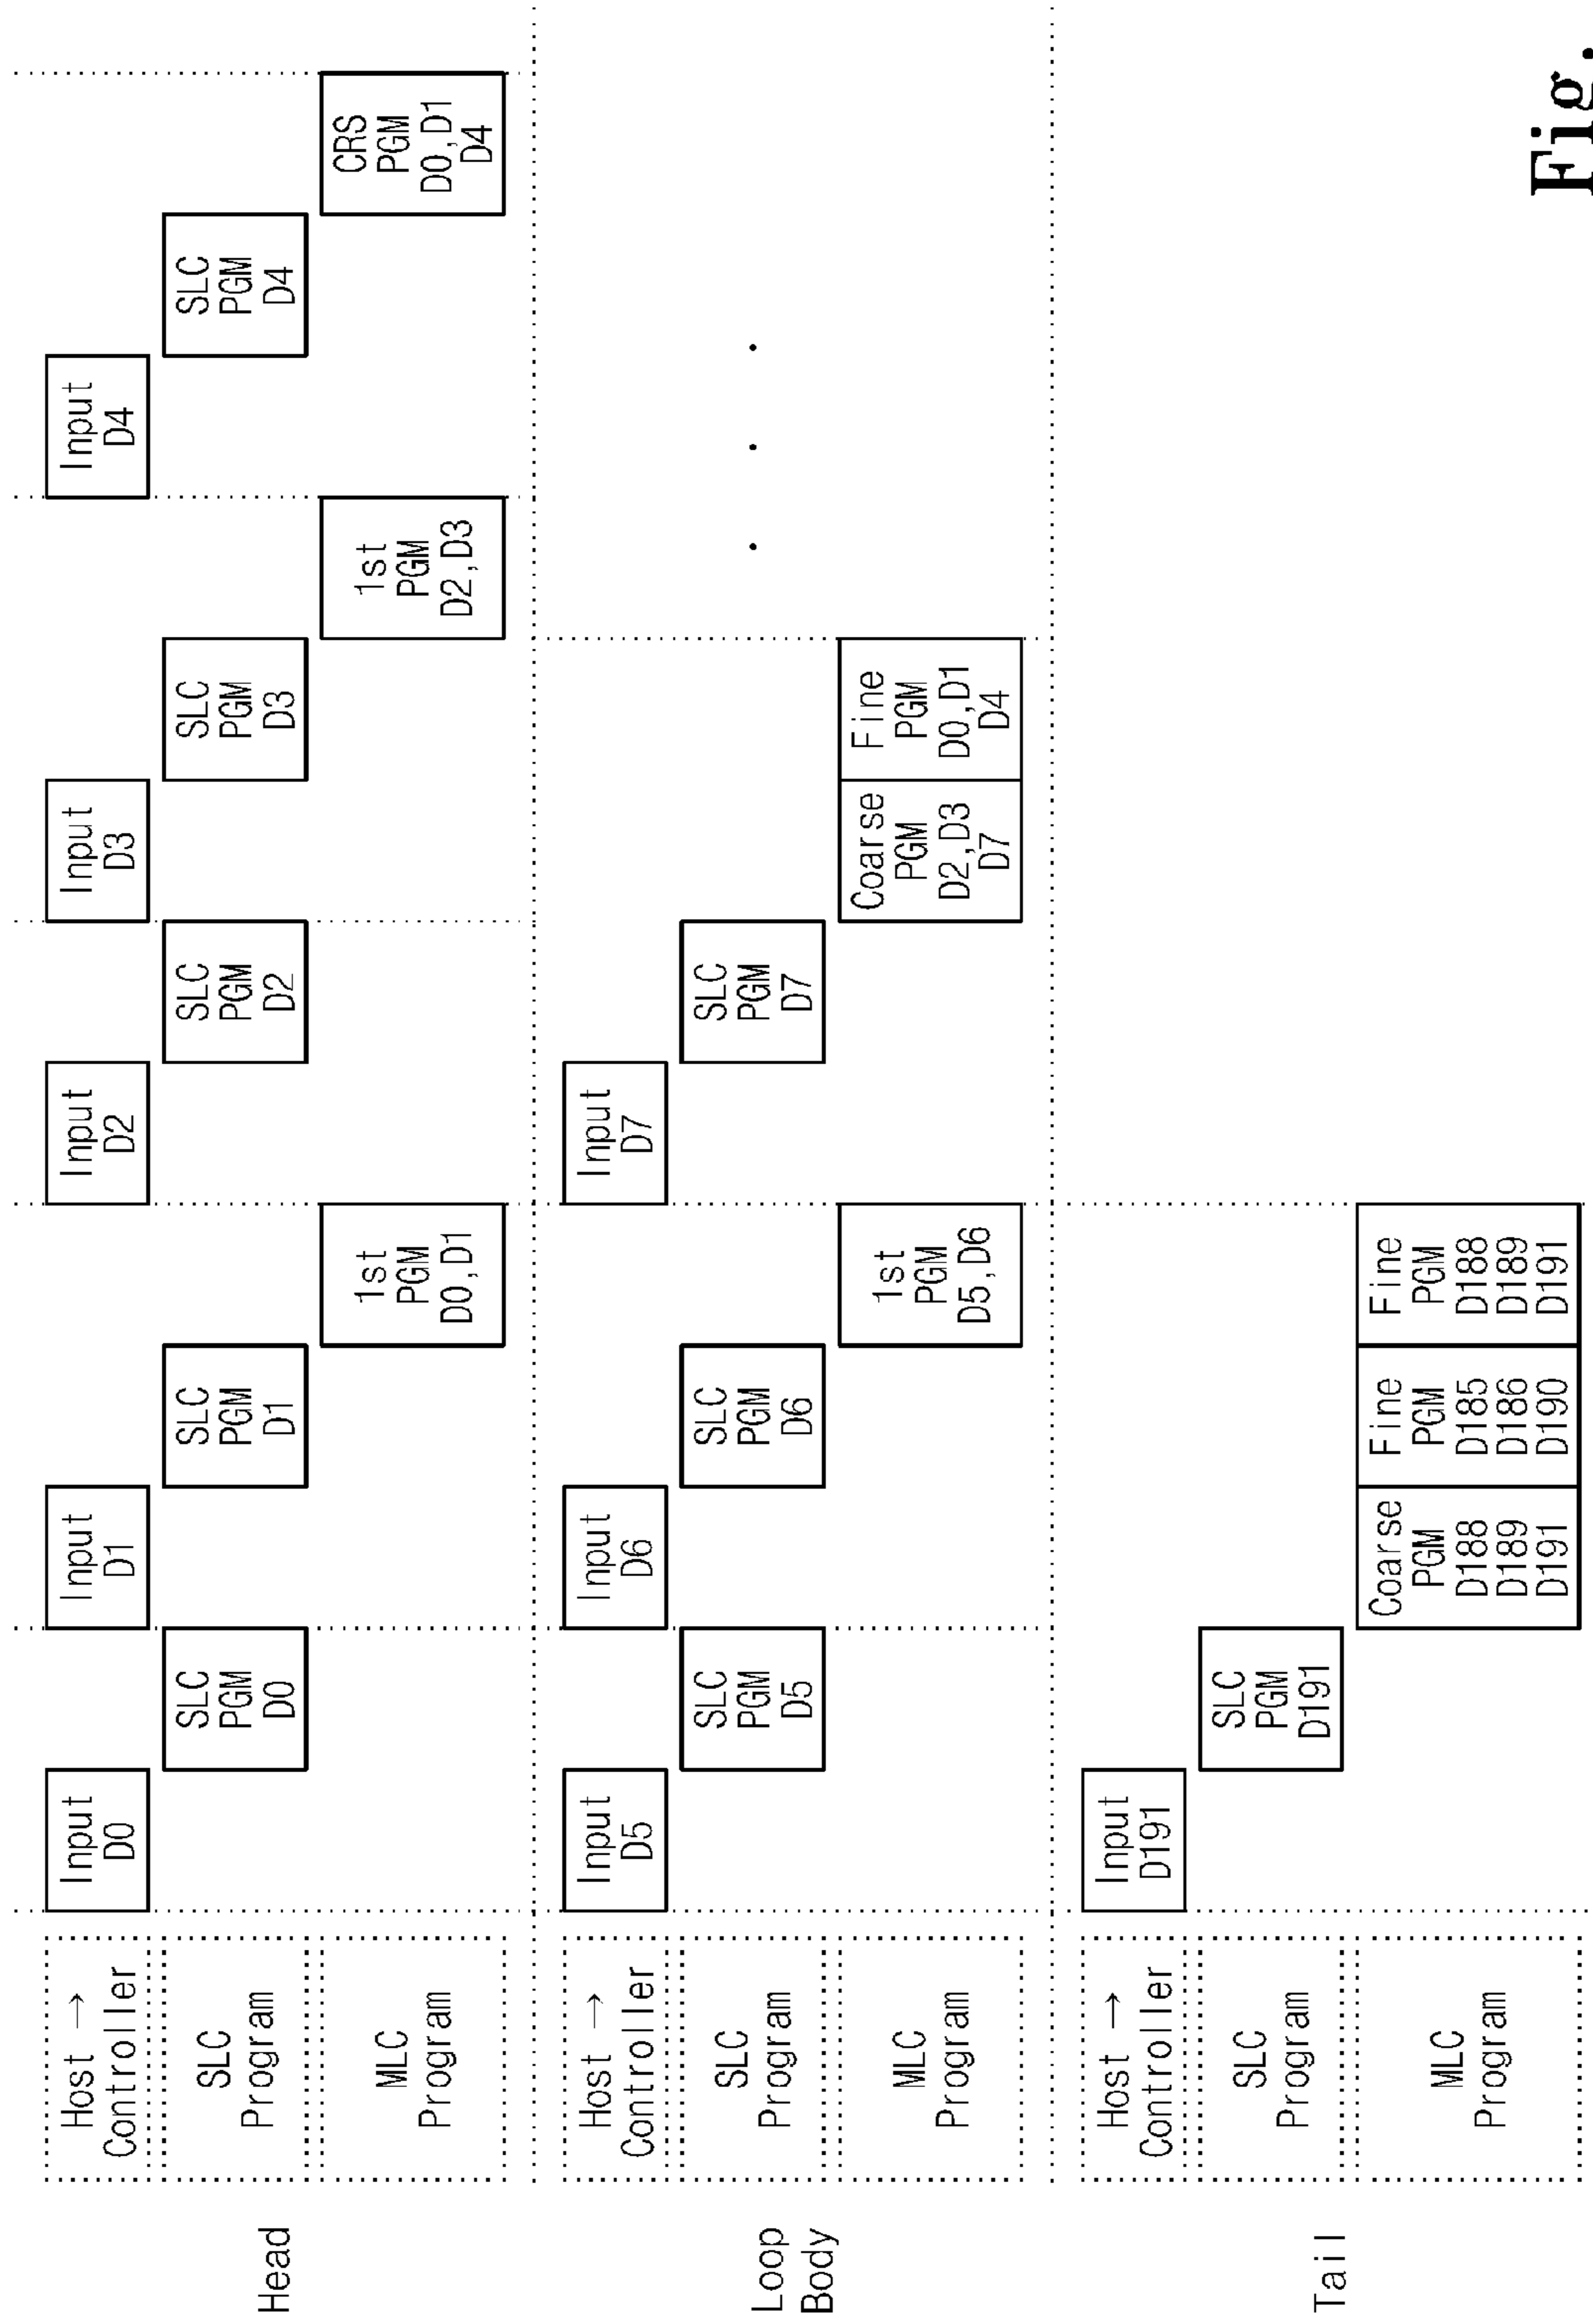 Head
Host →
Controller
Input
D0
Input
D1
Input
D2
Input
D3
Input
D4
SLC
Program
SLC
PGM
D0
SLC
PGM
D1
SLC
PGM
D2
SLC
PGM
D3
SLC
PGM
D4
MLC
Program
1st
PGM
D0,D1
1st
PGM
D2,D3
CRS
PGM
D0,D1
D4
Loop
Body
Host →
Controller
Input
D5
Input
D6
Input
D7
SLC
Program
SLC
PGM
D5
SLC
PGM
D6
SLC
PGM
D7
. . .
MLC
Program
1st
PGM
D5,D6
Coarse
PGM
D2,D3
D7
Fine
PGM
D0,D1
D4
Tail
Host →
Controller
Input
D191
SLC
Program
SLC
PGM
D191
MLC
Program
Coarse
PGM
D188
D189
D191
Fine
PGM
D185
D186
D190
Fine
PGM
D188
D189
D191
Fig.